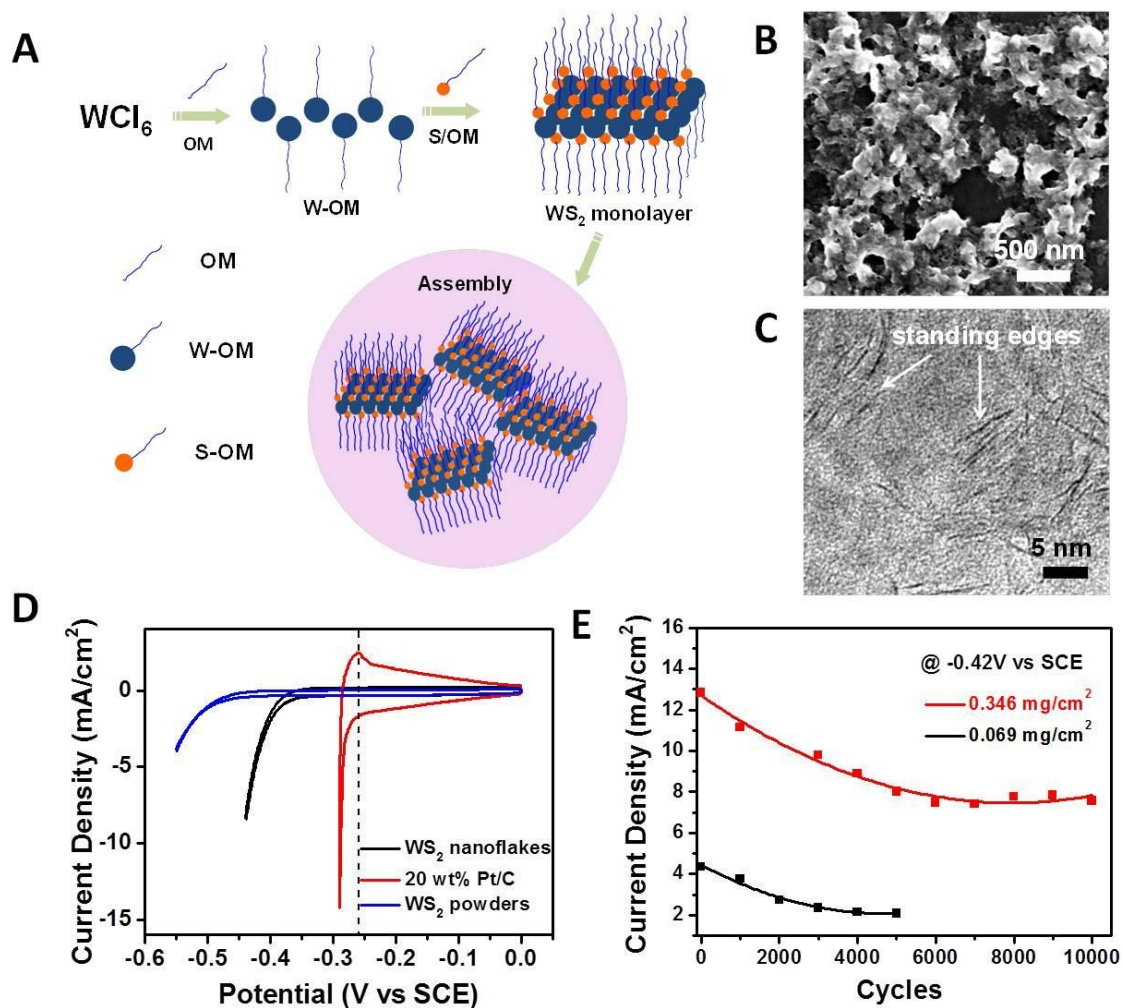 A
WCl₆
OM
W-OM
S/OM
WS₂ monolayer
OM
W-OM
S-OM
Assembly
B
500 nm
C
standing edges
5 nm
D
Current Density (mA/cm²)
0
-5
-10
-15
-0.6 -0.5 -0.4 -0.3 -0.2 -0.1 0.0
Potential (V vs SCE)
WS₂ nanoflakes
20 wt% Pt/C
WS₂ powders
E
Current Density (mA/cm²)
16
14
12
10
8
6
4
2
0 2000 4000 6000 8000 10000
Cycles
@ -0.42V vs SCE
0.346 mg/cm²
0.069 mg/cm²